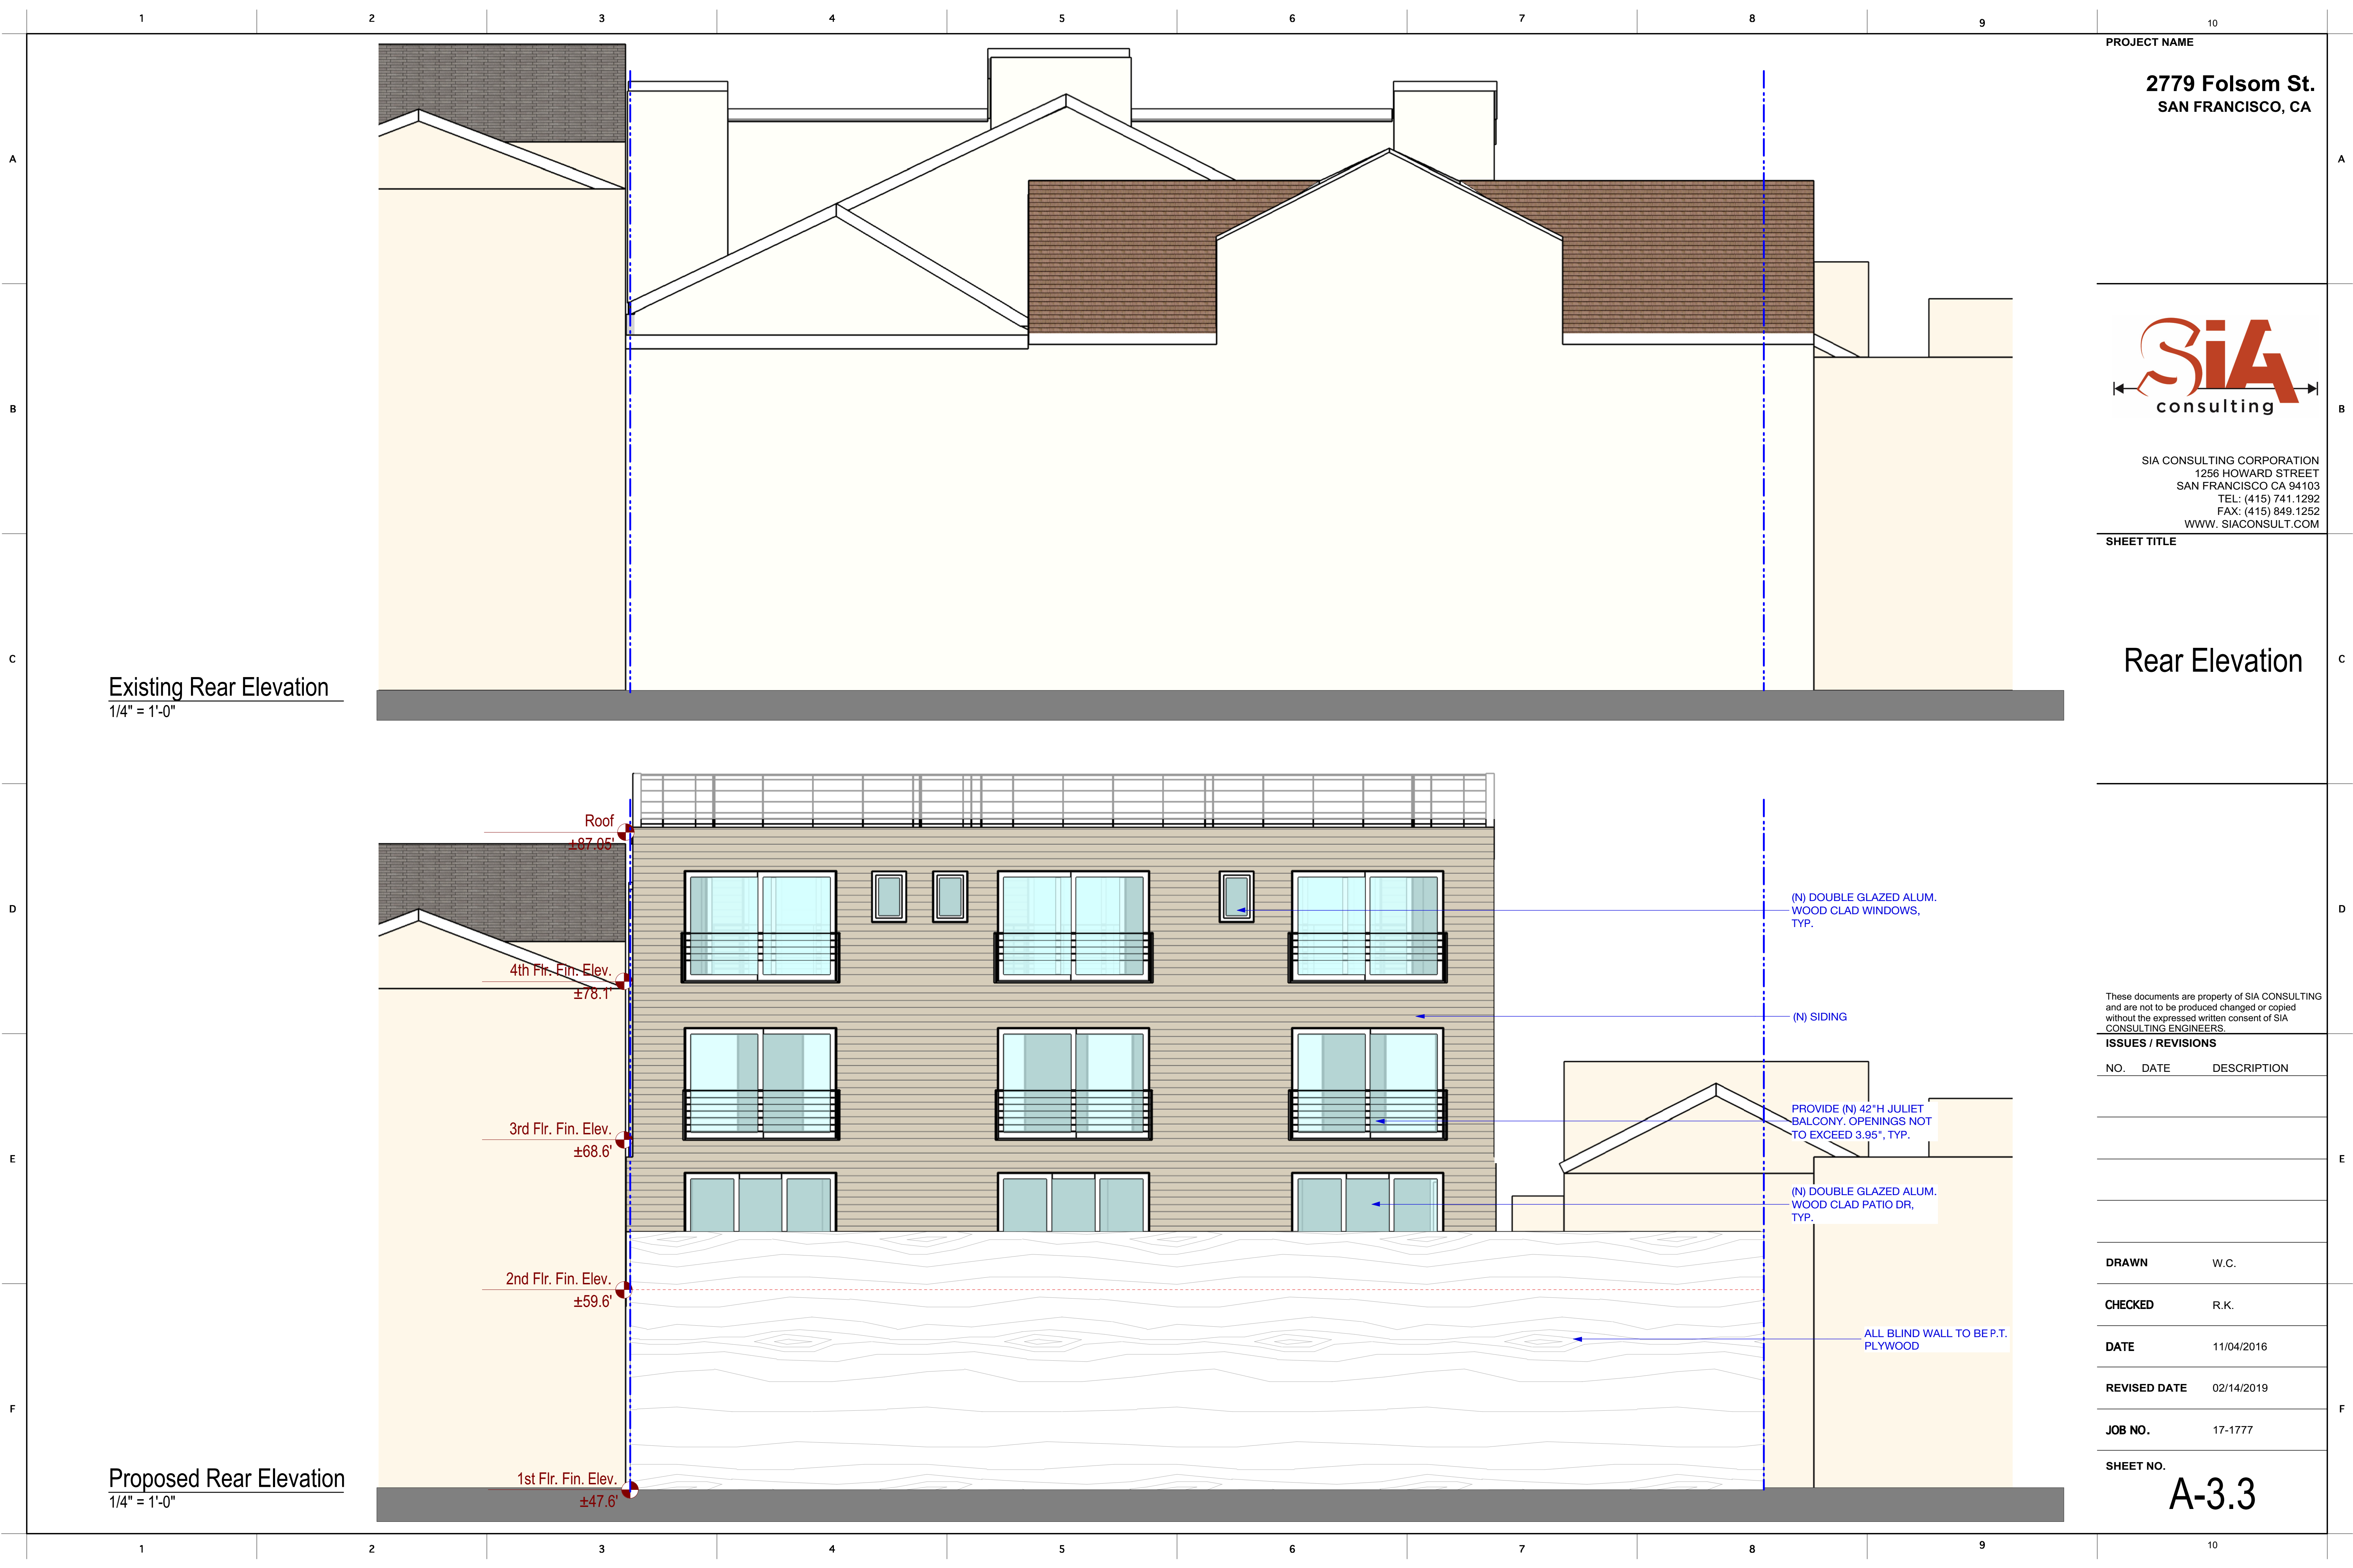 1 2 3 4 5 6 7 8 9 10
PROJECT NAME
2779 Folsom St.
SAN FRANCISCO, CA
A A
SiA
consulting
B B
SIA CONSULTING CORPORATION
1256 HOWARD STREET
SAN FRANCISCO CA 94103
TEL: (415) 741.1292
FAX: (415) 849.1252
WWW. SIACONSULT.COM
SHEET TITLE
Rear Elevation
C C
Existing Rear Elevation
1/4" = 1'-0"
Roof
±87.05'
(N) DOUBLE GLAZED ALUM.
WOOD CLAD WINDOWS,
TYP.
D D
4th Flr. Fin. Elev.
±78.1'
(N) SIDING
These documents are property of SIA CONSULTING
and are not to be produced changed or copied
without the expressed written consent of SIA
CONSULTING ENGINEERS.
ISSUES / REVISIONS
NO. DATE DESCRIPTION
PROVIDE (N) 42"H JULIET
BALCONY. OPENINGS NOT
TO EXCEED 3.95", TYP.
3rd Flr. Fin. Elev.
±68.6'
E E
(N) DOUBLE GLAZED ALUM.
WOOD CLAD PATIO DR,
TYP.
2nd Flr. Fin. Elev.
±59.6'
ALL BLIND WALL TO BE P.T.
PLYWOOD
DRAWN W.C.
CHECKED R.K.
DATE 11/04/2016
REVISED DATE 02/14/2019
F F
JOB NO. 17-1777
SHEET NO.
A-3.3
Proposed Rear Elevation
1/4" = 1'-0"
1st Flr. Fin. Elev.
±47.6'
1 2 3 4 5 6 7 8 9 10